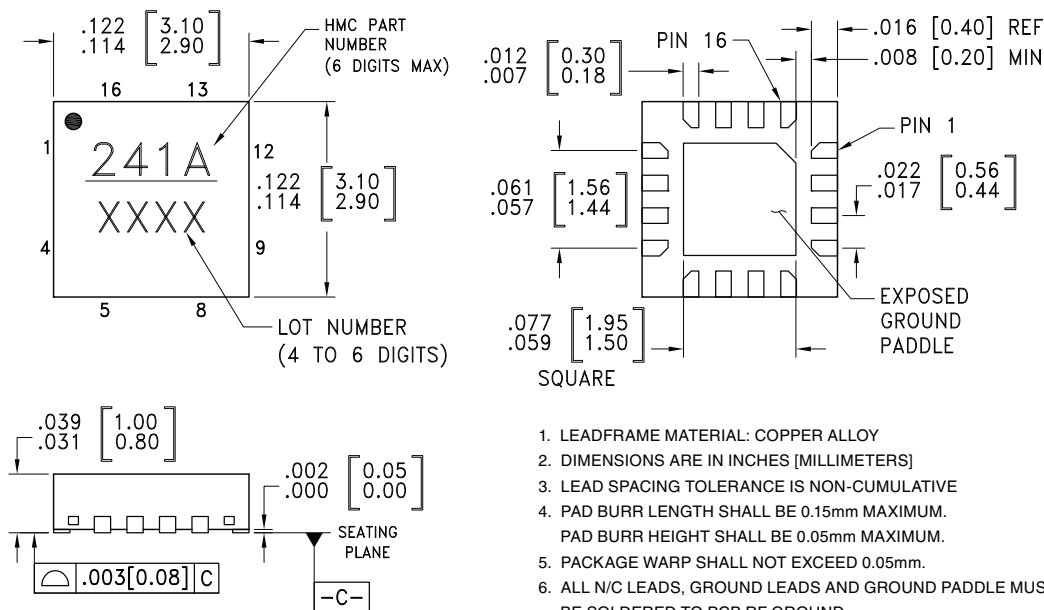 .122 [3.10]
.114 [2.90]
HMC PART
NUMBER
(6 DIGITS MAX)
16 13
1
241A
XXXX
12
.122 [3.10]
.114 [2.90]
4
9
5 8
LOT NUMBER
(4 TO 6 DIGITS)
.012 [0.30]
.007 [0.18]
PIN 16
.016 [0.40] REF
.008 [0.20] MIN
PIN 1
.061 [1.56]
.057 [1.44]
.022 [0.56]
.017 [0.44]
.077 [1.95]
.059 [1.50]
SQUARE
EXPOSED
GROUND
PADDLE
.039 [1.00]
.031 [0.80]
.002 [0.05]
.000 [0.00]
SEATING
PLANE
.003[0.08] C
-C-
1. LEADFRAME MATERIAL: COPPER ALLOY
2. DIMENSIONS ARE IN INCHES [MILLIMETERS]
3. LEAD SPACING TOLERANCE IS NON-CUMULATIVE
4. PAD BURR LENGTH SHALL BE 0.15mm MAXIMUM.
PAD BURR HEIGHT SHALL BE 0.05mm MAXIMUM.
5. PACKAGE WARP SHALL NOT EXCEED 0.05mm.
6. ALL N/C LEADS, GROUND LEADS AND GROUND PADDLE MUS
BE SOLDERED TO PCB RF GROUND